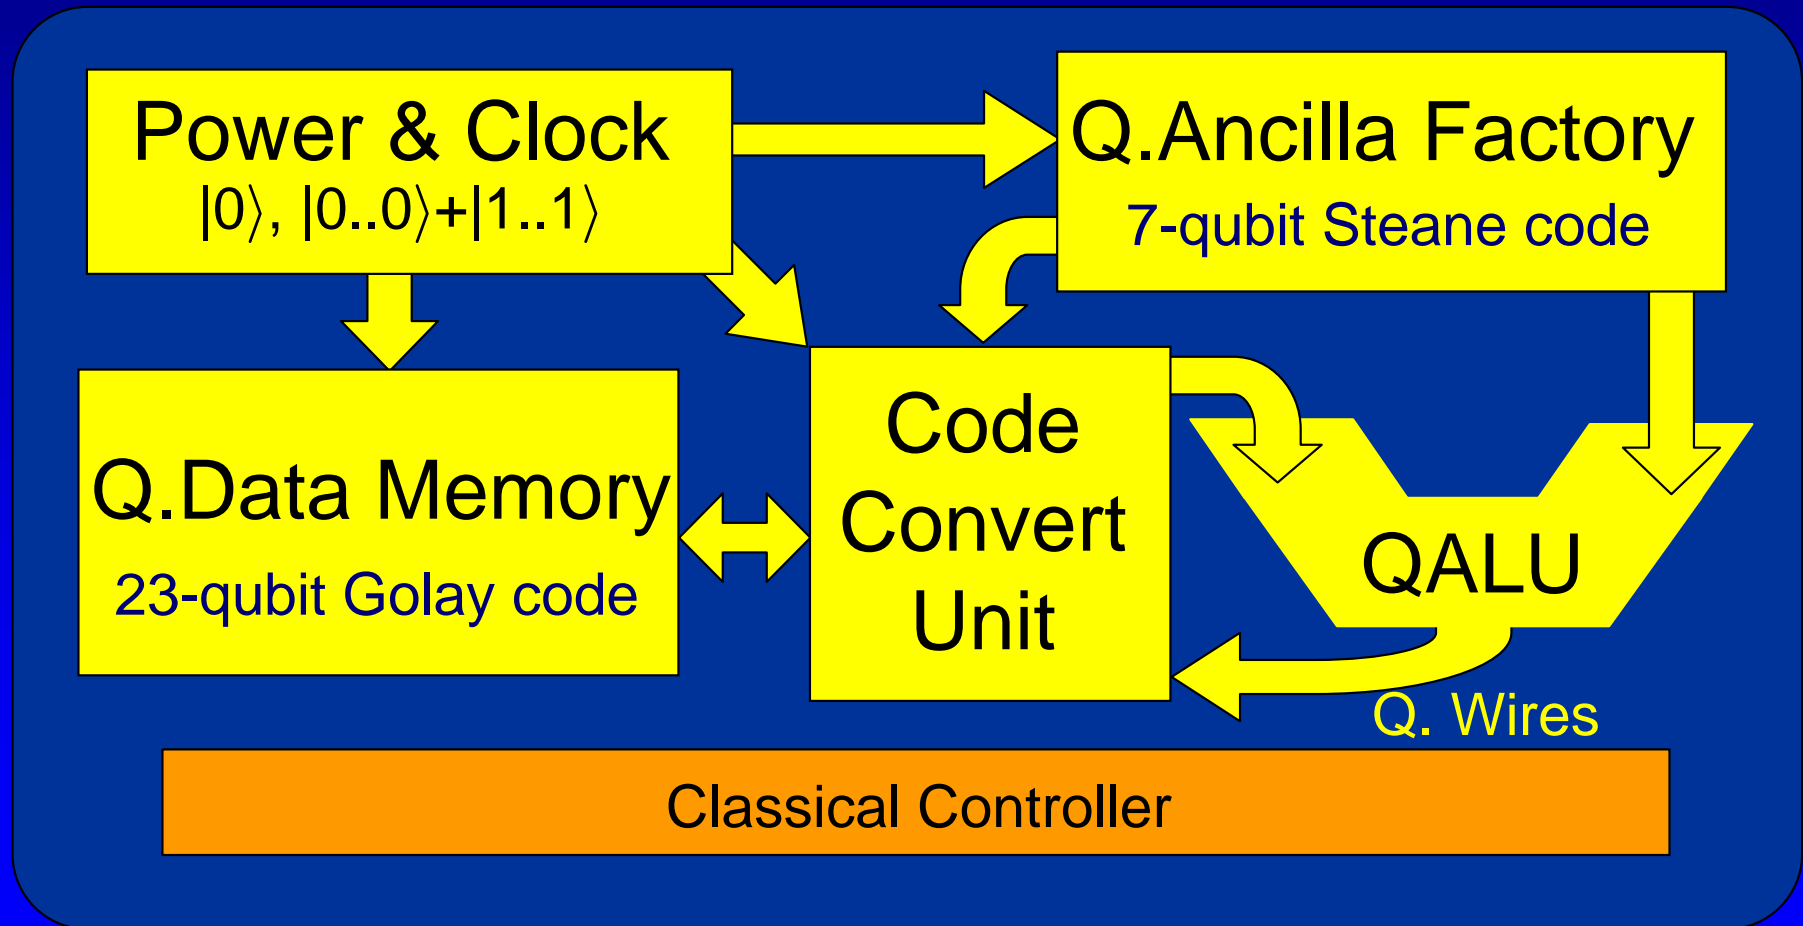 Power & Clock
|0⟩, |0..0⟩+|1..1⟩
Q.Ancilla Factory
7-qubit Steane code
Q.Data Memory
23-qubit Golay code
Code
Convert
Unit
QALU
Q. Wires
Classical Controller